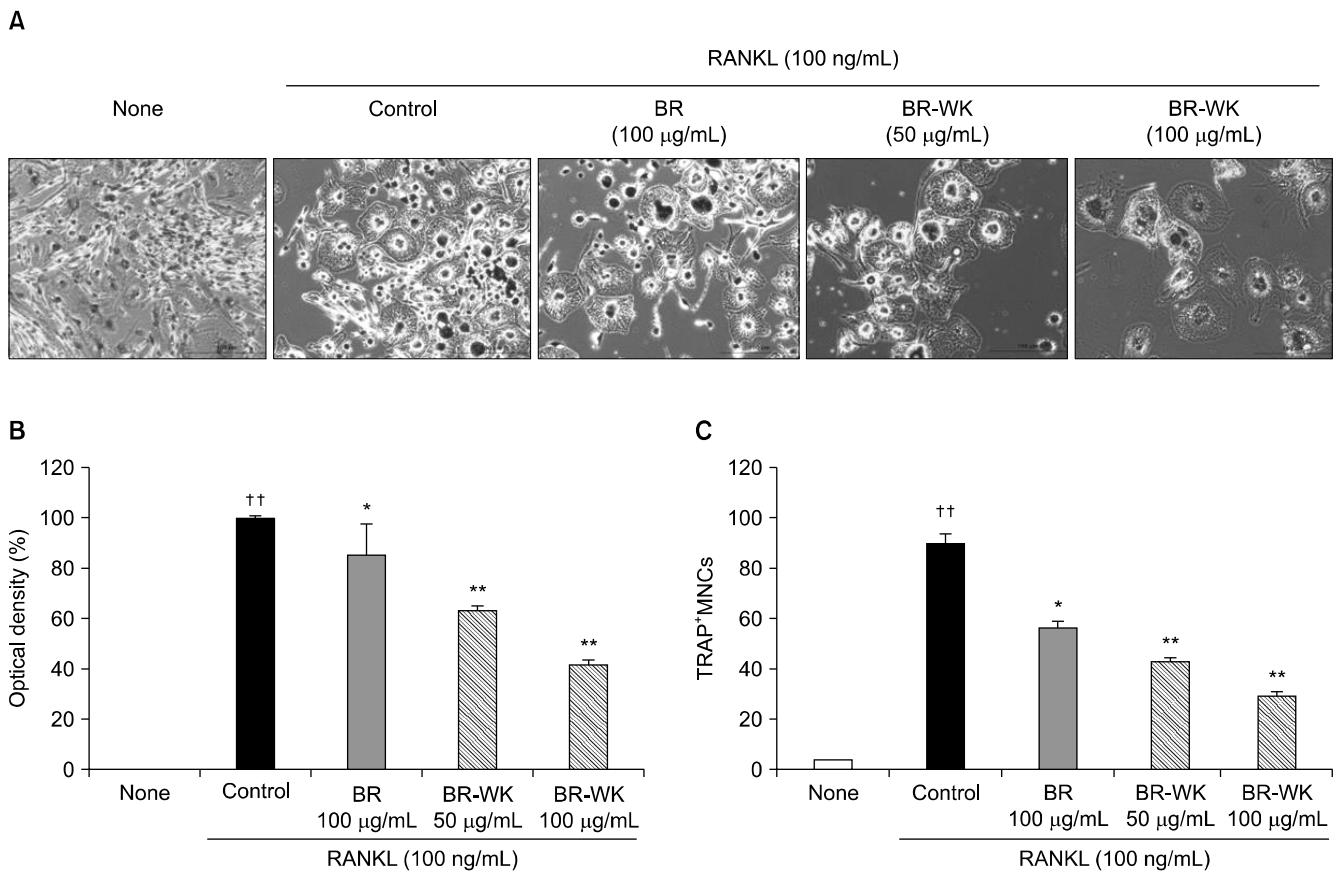 A
RANKL (100 ng/mL)
None Control BR BR-WK BR-WK
(100 μg/mL) (50 μg/mL) (100 μg/mL)
B
120
100
80
60
40
20
0
Optical density (%)
†† * ** **
None Control BR BR-WK BR-WK
100 μg/mL 50 μg/mL 100 μg/mL
RANKL (100 ng/mL)
C
120
100
80
60
40
20
0
TRAP⁺MNCs
†† * ** **
None Control BR BR-WK BR-WK
100 μg/mL 50 μg/mL 100 μg/mL
RANKL (100 ng/mL)